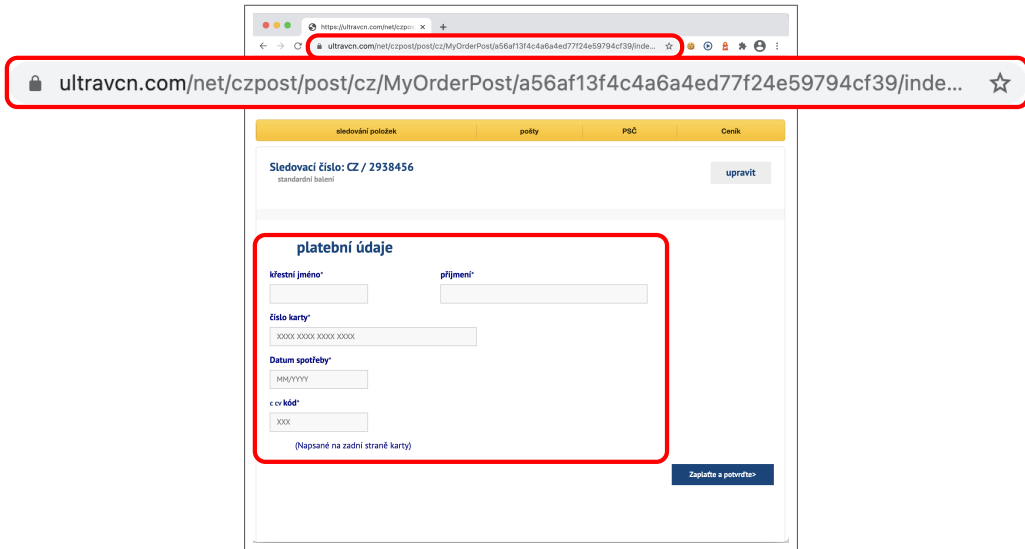 https://ultravcn.com/net/czpos
ultravcn.com/net/czpost/post/cz/MyOrderPost/a56af13f4c4a6a4ed77f24e59794cf39/inde...
ultravcn.com/net/czpost/post/cz/MyOrderPost/a56af13f4c4a6a4ed77f24e59794cf39/inde...
sledování položek pošty PSČ Ceník
Sledovací číslo: CZ / 2938456 upravit
standardní balení
platební údaje
křestní jméno* příjmení*
číslo karty*
XXXX XXXX XXXX XXXX
Datum spotřeby*
MM/YYYY
c cv kód*
XXX
(Napsané na zadní straně karty)
Zaplaťte a potvrďte>